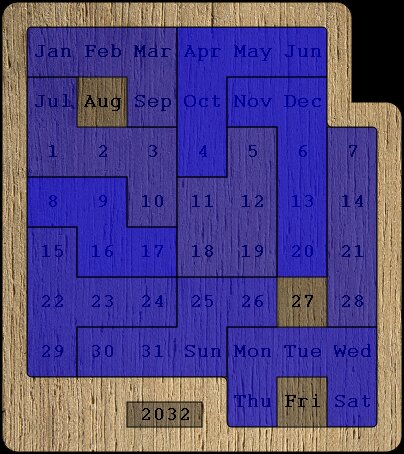 Jan Feb Mar Apr May Jun
Jul Aug Sep Oct Nov Dec
1 2 3 4 5 6 7
8 9 10 11 12 13 14
15 16 17 18 19 20 21
22 23 24 25 26 27 28
29 30 31 Sun Mon Tue Wed
Thu Fri Sat
2032